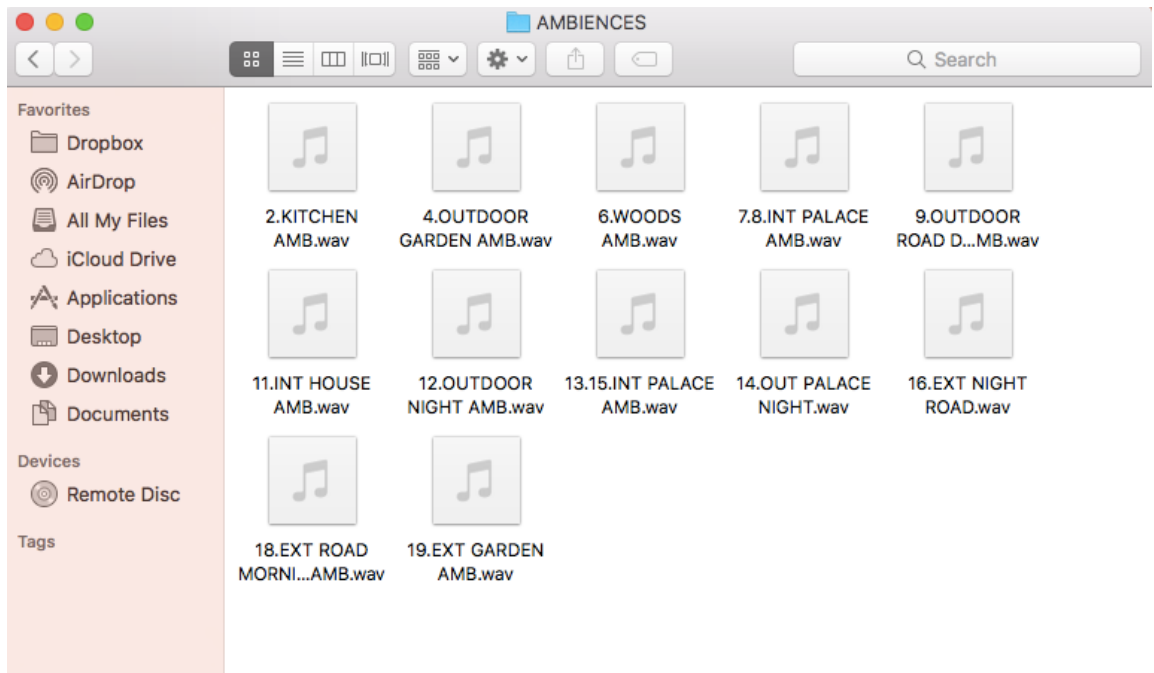 AMBIENCES
Search
Favorites
Dropbox
AirDrop
All My Files
iCloud Drive
Applications
Desktop
Downloads
Documents
Devices
Remote Disc
Tags
2.KITCHEN
AMB.wav
4.OUTDOOR
GARDEN AMB.wav
6.WOODS
AMB.wav
7.8.INT PALACE
AMB.wav
9.OUTDOOR
ROAD D...MB.wav
11.INT HOUSE
AMB.wav
12.OUTDOOR
NIGHT AMB.wav
13.15.INT PALACE
AMB.wav
14.OUT PALACE
NIGHT.wav
16.EXT NIGHT
ROAD.wav
18.EXT ROAD
MORNI...AMB.wav
19.EXT GARDEN
AMB.wav